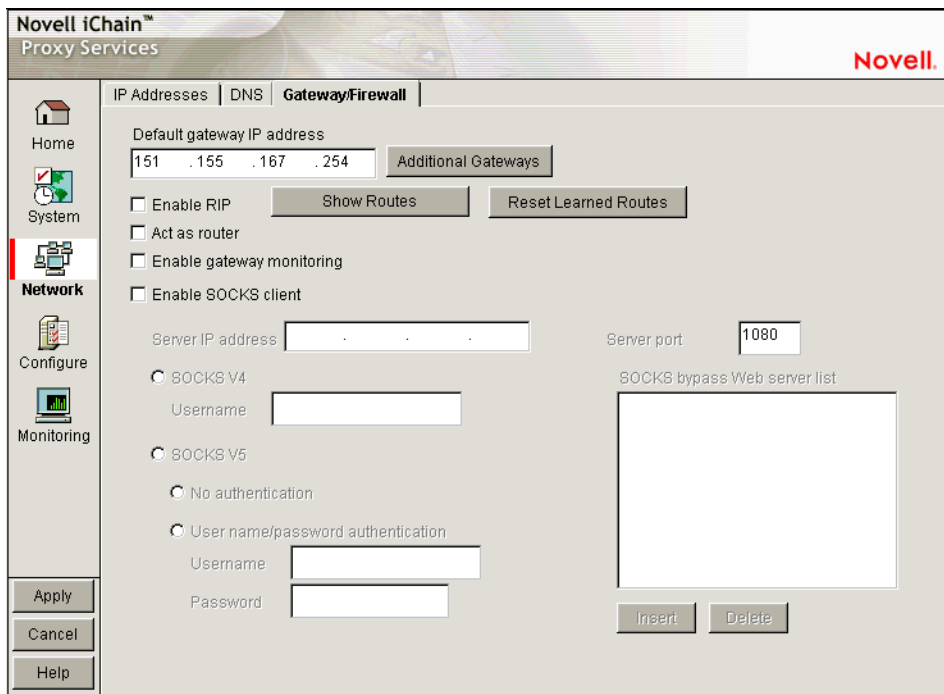 Novell iChain™
Proxy Services
Novell.
IP Addresses
DNS
Gateway/Firewall
Home
System
Network
Configure
Monitoring
Default gateway IP address
151 . 155 . 167 . 254
Additional Gateways
Enable RIP
Show Routes
Reset Learned Routes
Act as router
Enable gateway monitoring
Enable SOCKS client
Server IP address
. . .
Server port
1080
SOCKS V4
Username
SOCKS bypass Web server list
SOCKS V5
No authentication
User name/password authentication
Username
Password
Insert
Delete
Apply
Cancel
Help